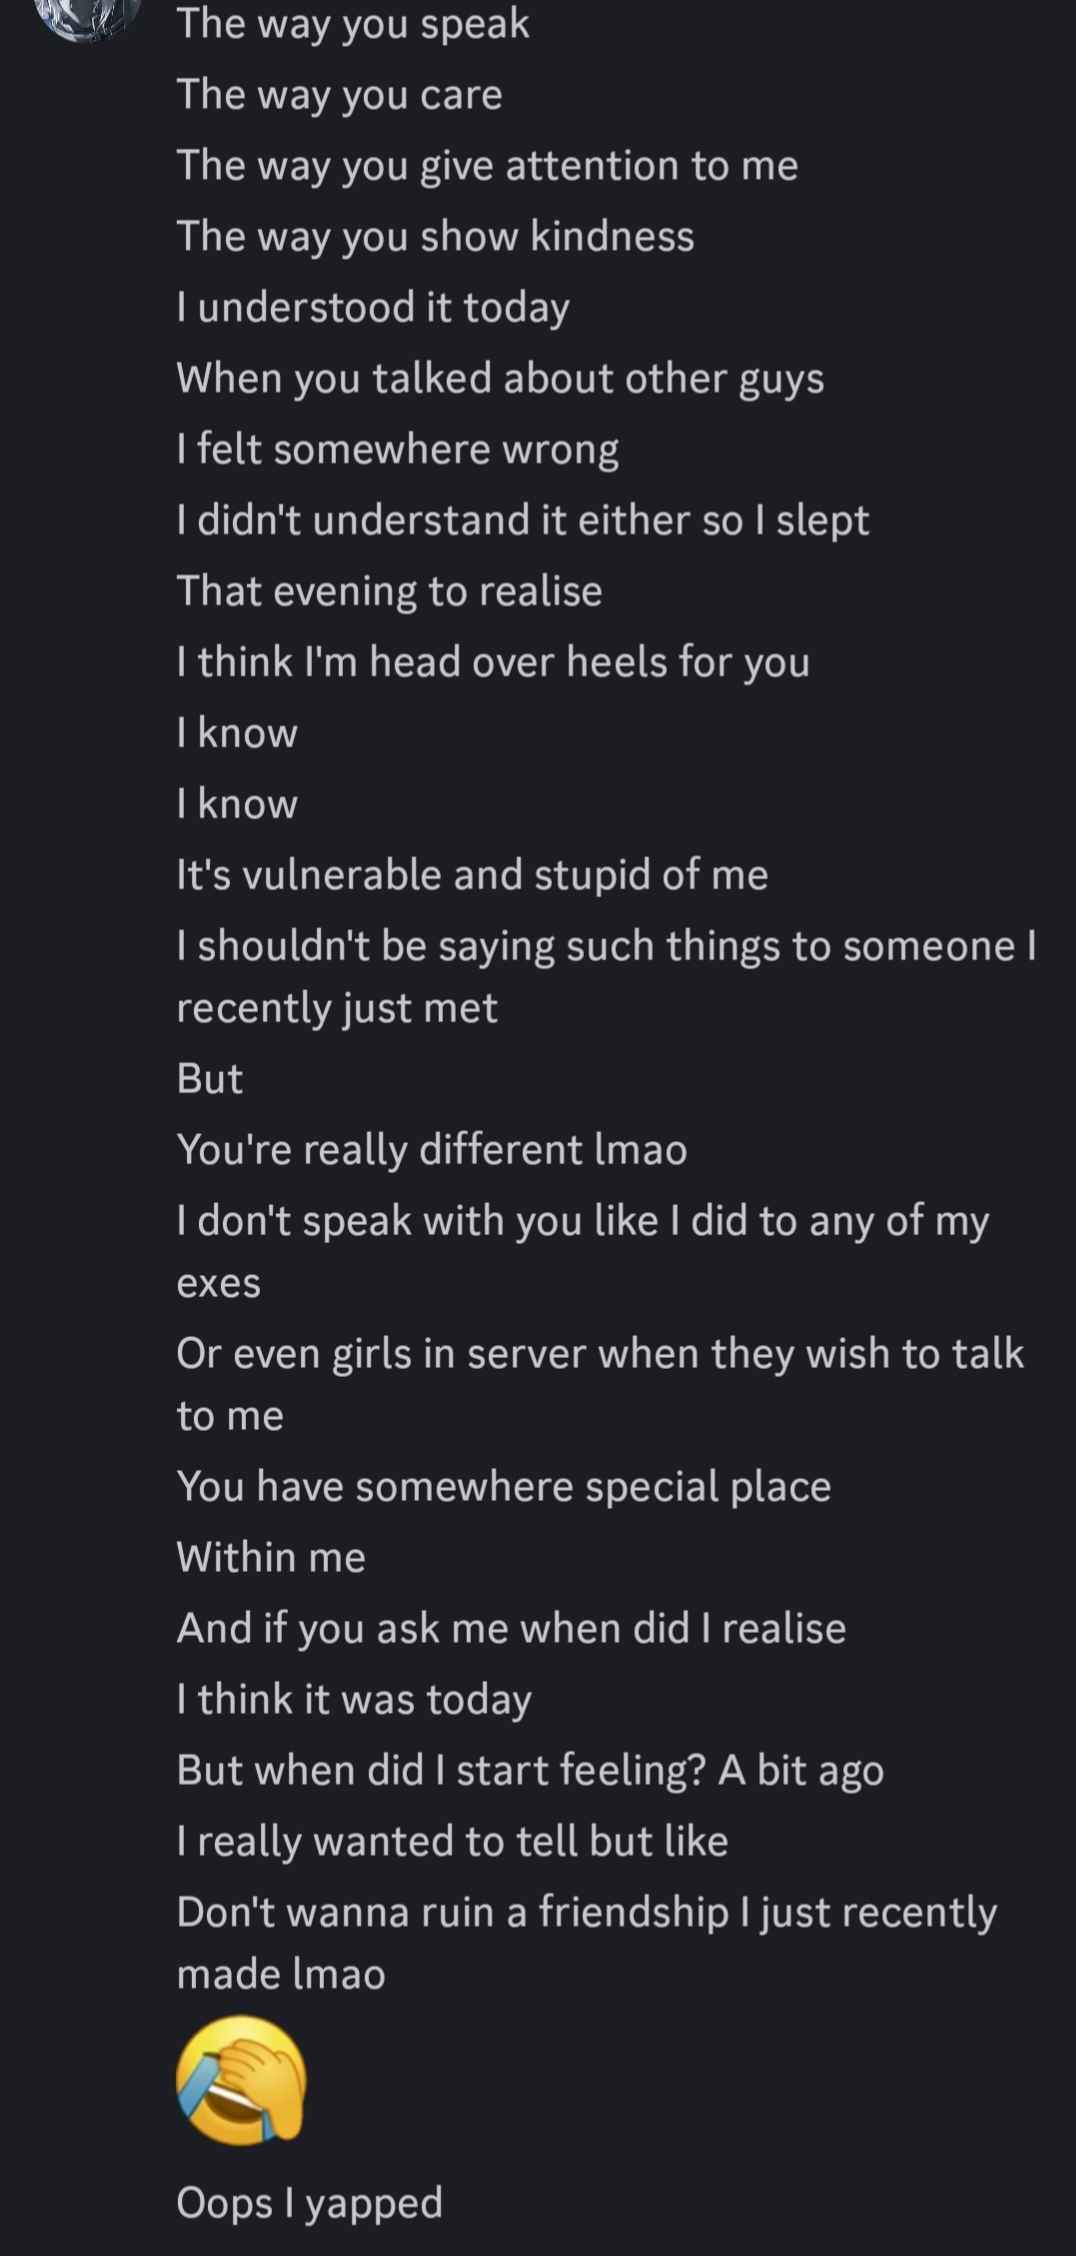 The way you speak
The way you care
The way you give attention to me
The way you show kindness
I understood it today
When you talked about other guys
I felt somewhere wrong
I didn't understand it either so I slept
That evening to realise
I think I'm head over heels for you
I know
I know
It's vulnerable and stupid of me
I shouldn't be saying such things to someone I
recently just met
But
You're really different lmao
I don't speak with you like I did to any of my
exes
Or even girls in server when they wish to talk
to me
You have somewhere special place
Within me
And if you ask me when did I realise
I think it was today
But when did I start feeling? A bit ago
I really wanted to tell but like
Don't wanna ruin a friendship I just recently
made lmao
Oops I yapped